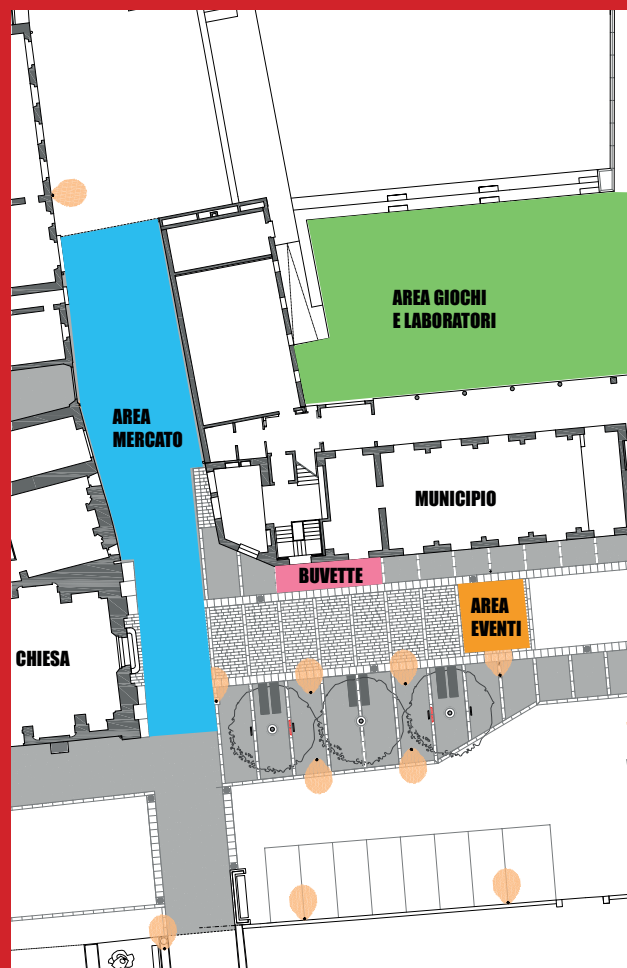 AREA GIOCHI
E LABORATORI
AREA
MERCATO
MUNICIPIO
BUVETTE
AREA
EVENTI
CHIESA